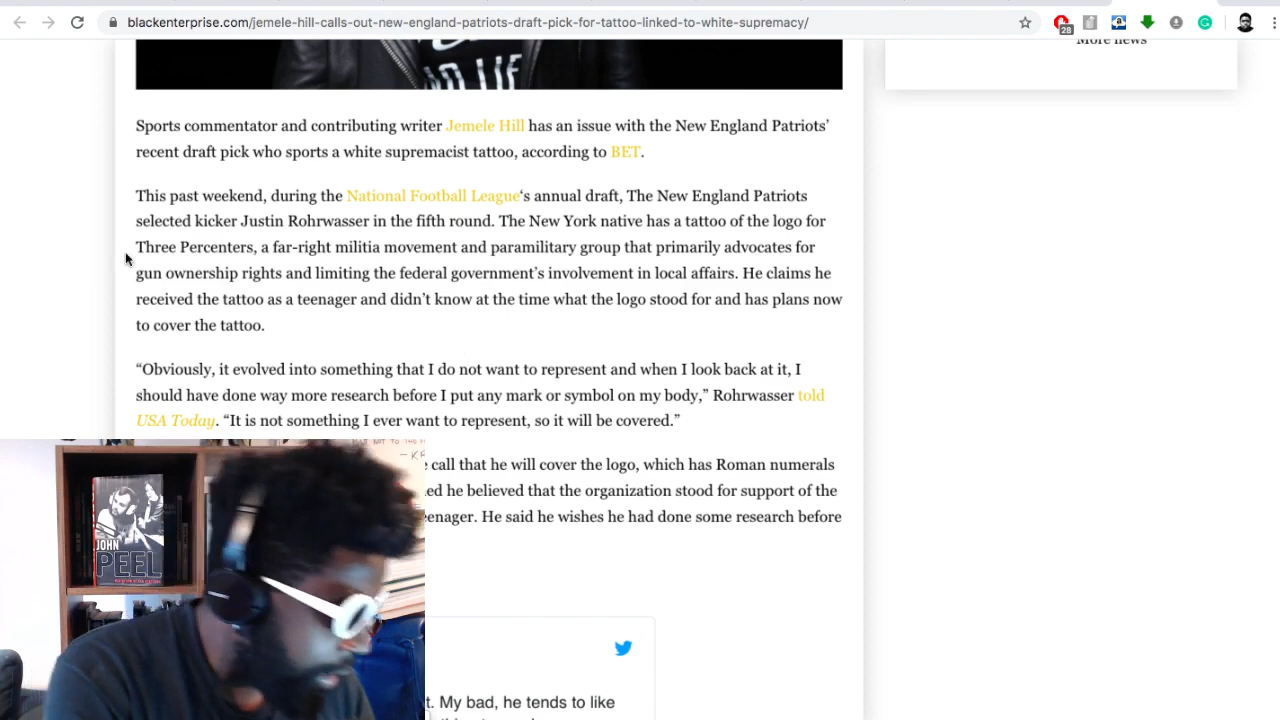 blackenterprise.com/jemele-hill-calls-out-new-england-patriots-draft-pick-for-tattoo-linked-to-white-supremacy/
28
More news
NO LIE
Sports commentator and contributing writer Jemele Hill has an issue with the New England Patriots’
recent draft pick who sports a white supremacist tattoo, according to BET.
This past weekend, during the National Football League‘s annual draft, The New England Patriots
selected kicker Justin Rohrwasser in the fifth round. The New York native has a tattoo of the logo for
Three Percenters, a far-right militia movement and paramilitary group that primarily advocates for
gun ownership rights and limiting the federal government’s involvement in local affairs. He claims he
received the tattoo as a teenager and didn’t know at the time what the logo stood for and has plans now
to cover the tattoo.
“Obviously, it evolved into something that I do not want to represent and when I look back at it, I
should have done way more research before I put any mark or symbol on my body,” Rohrwasser told
USA Today. “It is not something I ever want to represent, so it will be covered.”
call that he will cover the logo, which has Roman numerals
he believed that the organization stood for support of the
He said he wishes he had done some research before
JOHN
PEEL
My bad, he tends to like